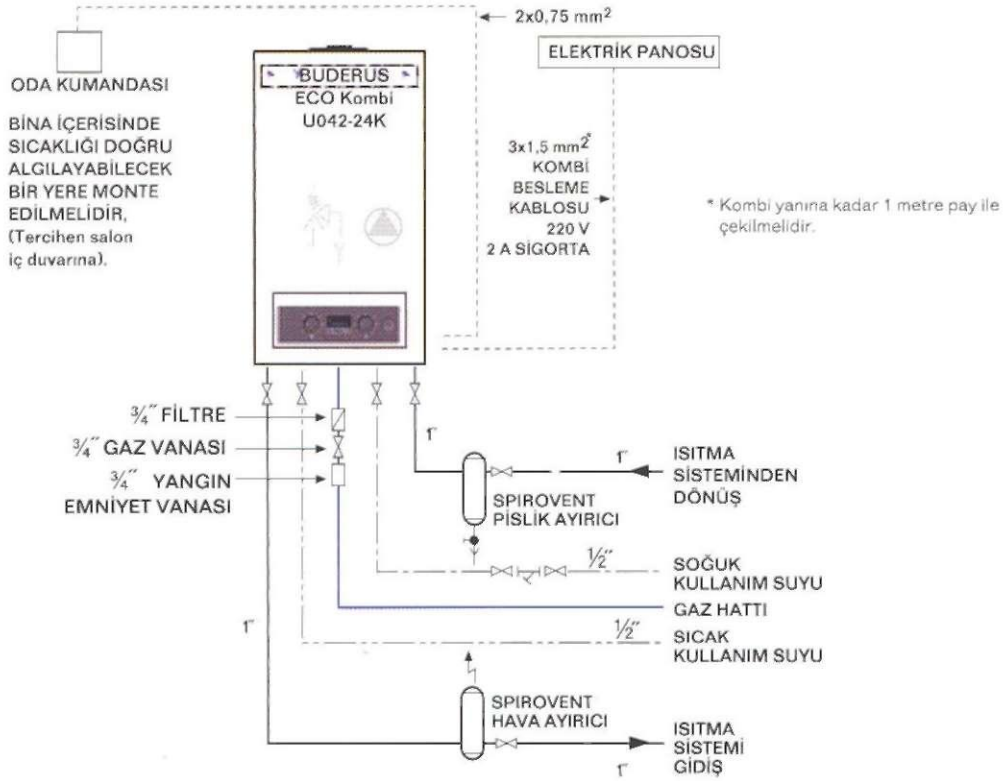 2x0,75 mm²
ELEKTRİK PANOSU
ODA KUMANDASI
BİNA İÇERİSİNDE
SICAKLIĞI DOĞRU
ALGILAYABİLECEK
BİR YERE MONTE
EDİLMELİDİR,
(Tercihen salon
iç duvarına).
BUDERUS
ECO Kombi
U042-24K
3x1,5 mm²*
KOMBİ
BESLEME
KABLOSU
220 V
2 A SİGORTA
* Kombi yanına kadar 1 metre pay ile
çekilmelidir.
¾" FİLTRE
¾" GAZ VANASI
¾" YANGIN
EMNİYET VANASI
1"
1"
ISITMA
SİSTEMİNDEN
DÖNÜŞ
SPIROVENT
PİSLİK AYIRICI
½"
SOĞUK
KULLANIM SUYU
GAZ HATTI
1"
½"
SICAK
KULLANIM SUYU
SPIROVENT
HAVA AYIRICI
1"
ISITMA
SİSTEMİ
GİDİŞ